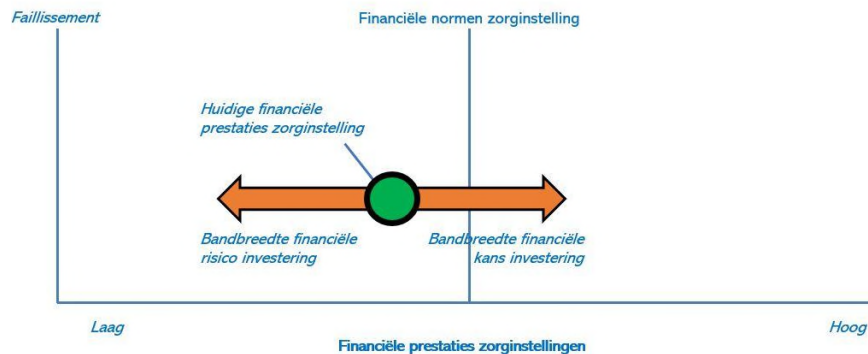 Faillissement
Financiële normen zorginstelling
Huidige financiële
prestaties zorginstelling
Bandbreedte financiële
risico investering
Bandbreedte financiële
kans investering
Laag
Hoog
Financiële prestaties zorginstellingen